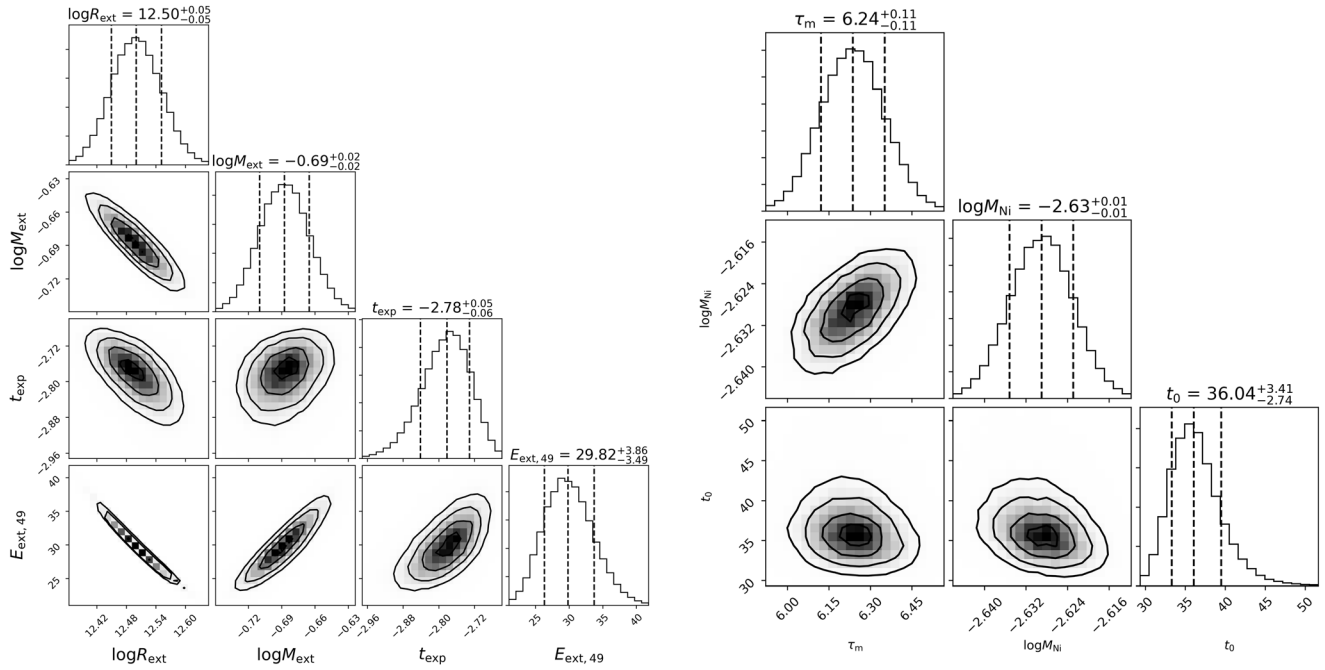 logR_ext = 12.50^{+0.05}_{−0.05}
τ_m = 6.24^{+0.11}_{−0.11}
logM_ext
−0.63
−0.66
−0.69
−0.72
logM_ext = −0.69^{+0.02}_{−0.02}
logM_Ni
−2.616
−2.624
−2.632
−2.640
logM_Ni = −2.63^{+0.01}_{−0.01}
t_exp
−2.72
−2.80
−2.88
−2.96
t_exp = −2.78^{+0.05}_{−0.06}
t_0
50
45
40
35
30
t_0 = 36.04^{+3.41}_{−2.74}
E_ext, 49
40
35
30
25
E_ext, 49 = 29.82^{+3.86}_{−3.49}
12.42 12.48 12.54 12.60
−0.72 −0.69 −0.66 −0.63
−2.96 −2.88 −2.80 −2.72
25 30 35 40
logR_ext logM_ext t_exp E_ext, 49
6.00 6.15 6.30 6.45
−2.640 −2.632 −2.624 −2.616
30 35 40 45 50
τ_m logM_Ni t_0